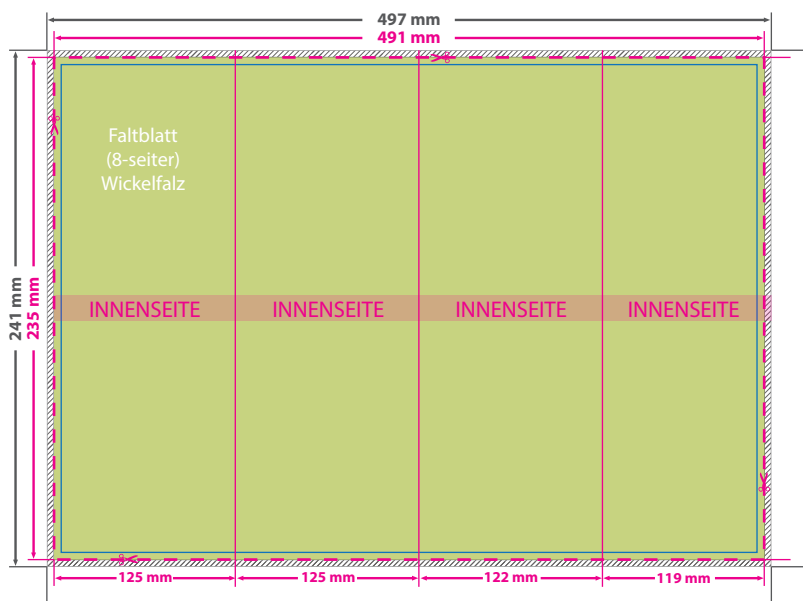 497 mm
491 mm
Faltblatt
(8-seiter)
Wickelfalz
241 mm
235 mm
INNENSEITE
INNENSEITE
INNENSEITE
INNENSEITE
125 mm
125 mm
122 mm
119 mm